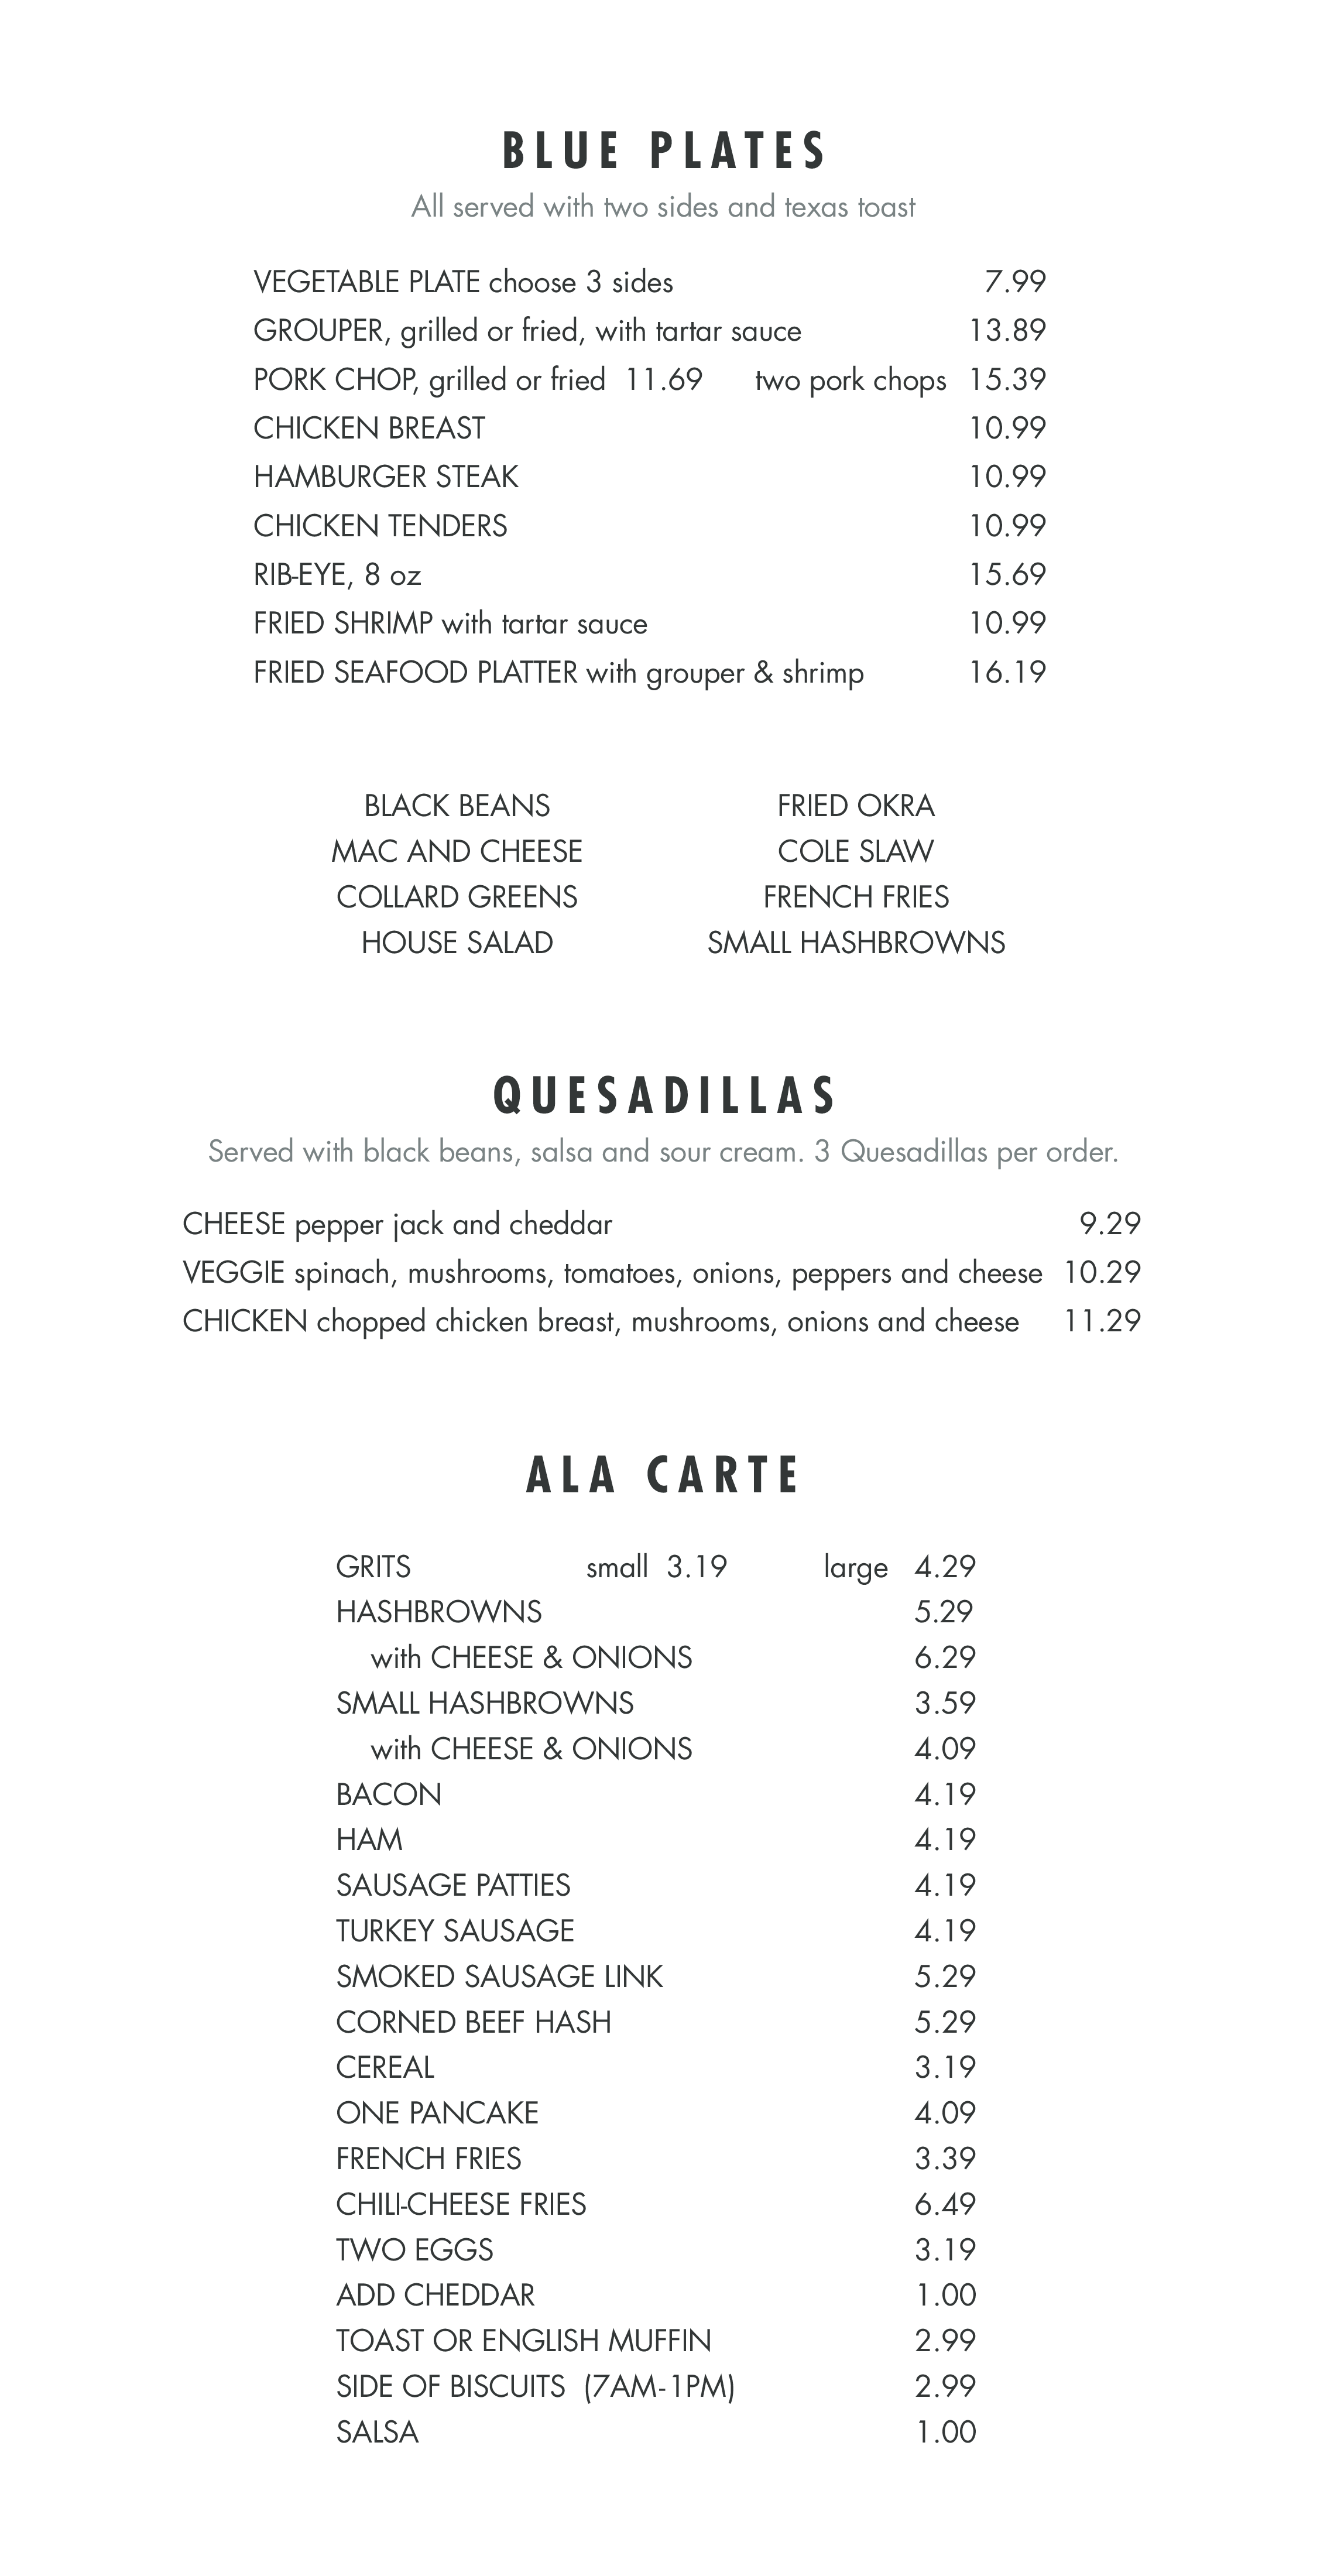 BLUE PLATES
All served with two sides and texas toast
VEGETABLE PLATE choose 3 sides 7.99
GROUPER, grilled or fried, with tartar sauce 13.89
PORK CHOP, grilled or fried 11.69 two pork chops 15.39
CHICKEN BREAST 10.99
HAMBURGER STEAK 10.99
CHICKEN TENDERS 10.99
RIB-EYE, 8 oz 15.69
FRIED SHRIMP with tartar sauce 10.99
FRIED SEAFOOD PLATTER with grouper & shrimp 16.19
BLACK BEANS FRIED OKRA
MAC AND CHEESE COLE SLAW
COLLARD GREENS FRENCH FRIES
HOUSE SALAD SMALL HASHBROWNS
QUESADILLAS
Served with black beans, salsa and sour cream. 3 Quesadillas per order.
CHEESE pepper jack and cheddar 9.29
VEGGIE spinach, mushrooms, tomatoes, onions, peppers and cheese 10.29
CHICKEN chopped chicken breast, mushrooms, onions and cheese 11.29
ALA CARTE
GRITS small 3.19 large 4.29
HASHBROWNS 5.29
with CHEESE & ONIONS 6.29
SMALL HASHBROWNS 3.59
with CHEESE & ONIONS 4.09
BACON 4.19
HAM 4.19
SAUSAGE PATTIES 4.19
TURKEY SAUSAGE 4.19
SMOKED SAUSAGE LINK 5.29
CORNED BEEF HASH 5.29
CEREAL 3.19
ONE PANCAKE 4.09
FRENCH FRIES 3.39
CHILI-CHEESE FRIES 6.49
TWO EGGS 3.19
ADD CHEDDAR 1.00
TOAST OR ENGLISH MUFFIN 2.99
SIDE OF BISCUITS (7AM-1PM) 2.99
SALSA 1.00